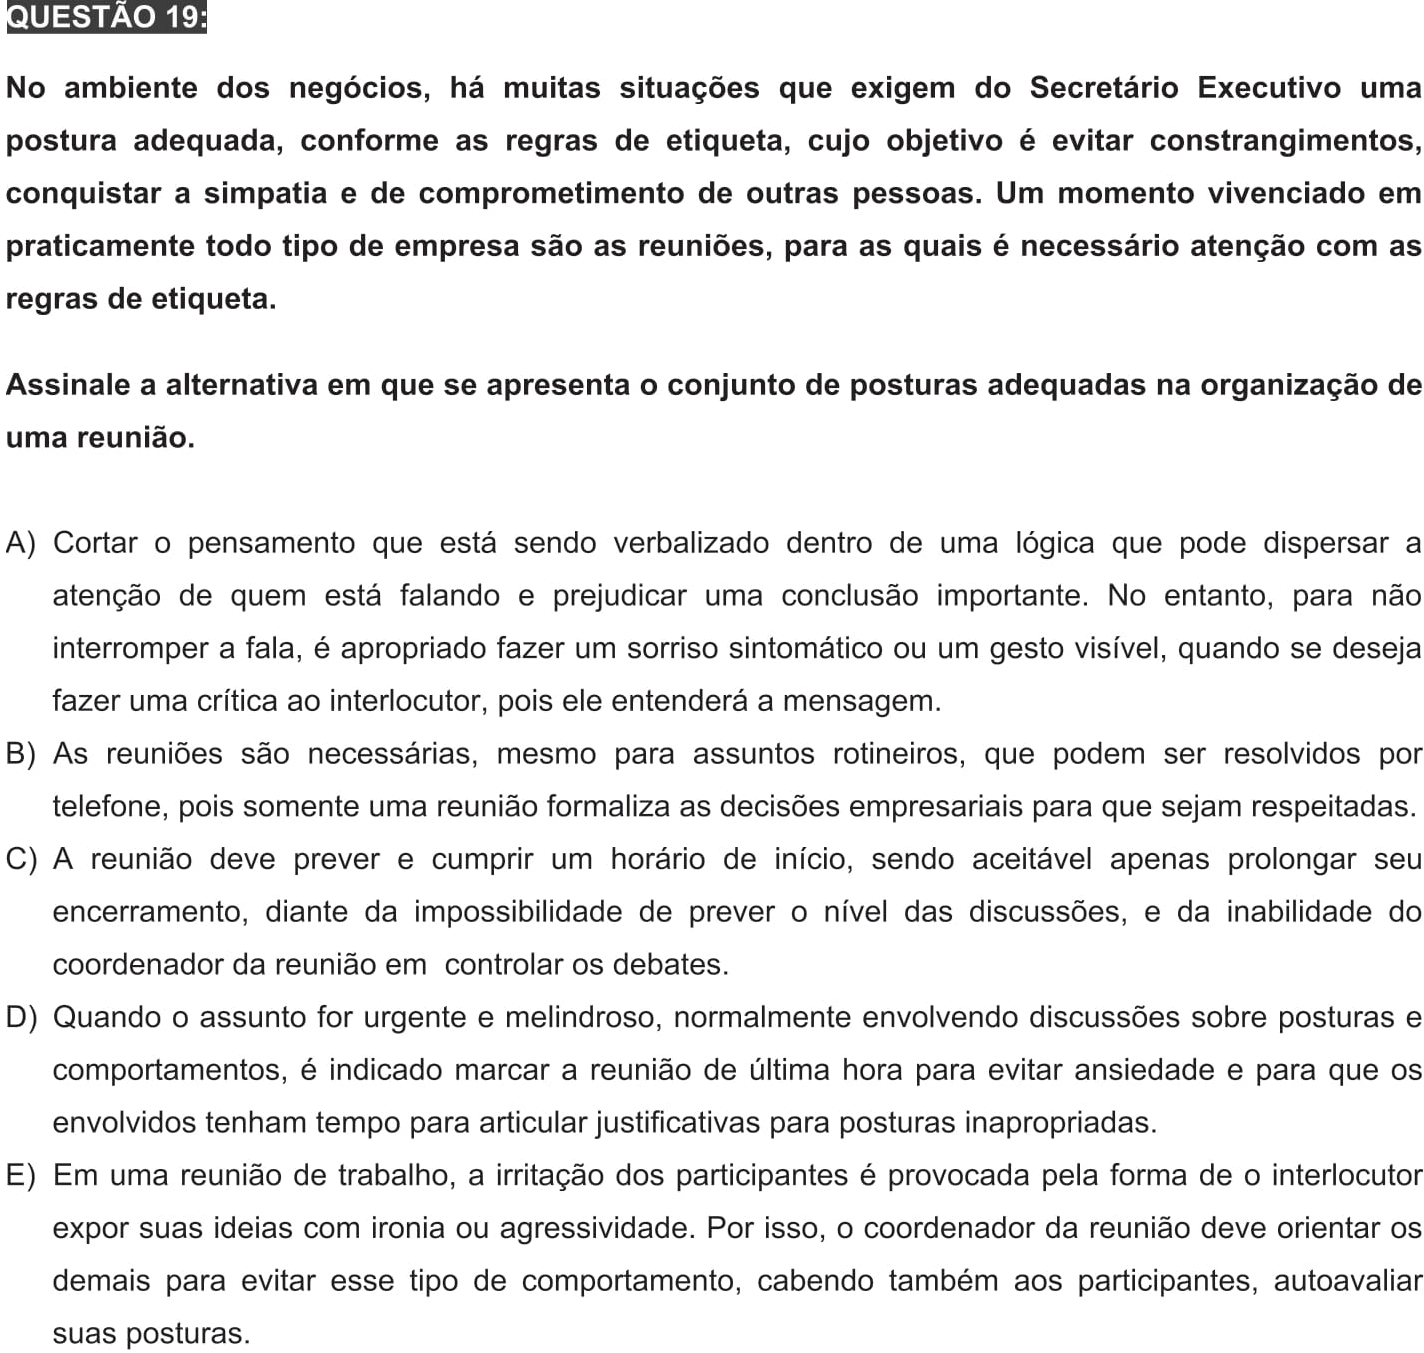 QUESTÃO 19:
No ambiente dos negócios, há muitas situações que exigem do Secretário Executivo uma
postura adequada, conforme as regras de etiqueta, cujo objetivo é evitar constrangimentos,
conquistar a simpatia e de comprometimento de outras pessoas. Um momento vivenciado em
praticamente todo tipo de empresa são as reuniões, para as quais é necessário atenção com as
regras de etiqueta.
Assinale a alternativa em que se apresenta o conjunto de posturas adequadas na organização de
uma reunião.
A) Cortar o pensamento que está sendo verbalizado dentro de uma lógica que pode dispersar a
atenção de quem está falando e prejudicar uma conclusão importante. No entanto, para não
interromper a fala, é apropriado fazer um sorriso sintomático ou um gesto visível, quando se deseja
fazer uma crítica ao interlocutor, pois ele entenderá a mensagem.
B) As reuniões são necessárias, mesmo para assuntos rotineiros, que podem ser resolvidos por
telefone, pois somente uma reunião formaliza as decisões empresariais para que sejam respeitadas.
C) A reunião deve prever e cumprir um horário de início, sendo aceitável apenas prolongar seu
encerramento, diante da impossibilidade de prever o nível das discussões, e da inabilidade do
coordenador da reunião em controlar os debates.
D) Quando o assunto for urgente e melindroso, normalmente envolvendo discussões sobre posturas e
comportamentos, é indicado marcar a reunião de última hora para evitar ansiedade e para que os
envolvidos tenham tempo para articular justificativas para posturas inapropriadas.
E) Em uma reunião de trabalho, a irritação dos participantes é provocada pela forma de o interlocutor
expor suas ideias com ironia ou agressividade. Por isso, o coordenador da reunião deve orientar os
demais para evitar esse tipo de comportamento, cabendo também aos participantes, autoavaliar
suas posturas.